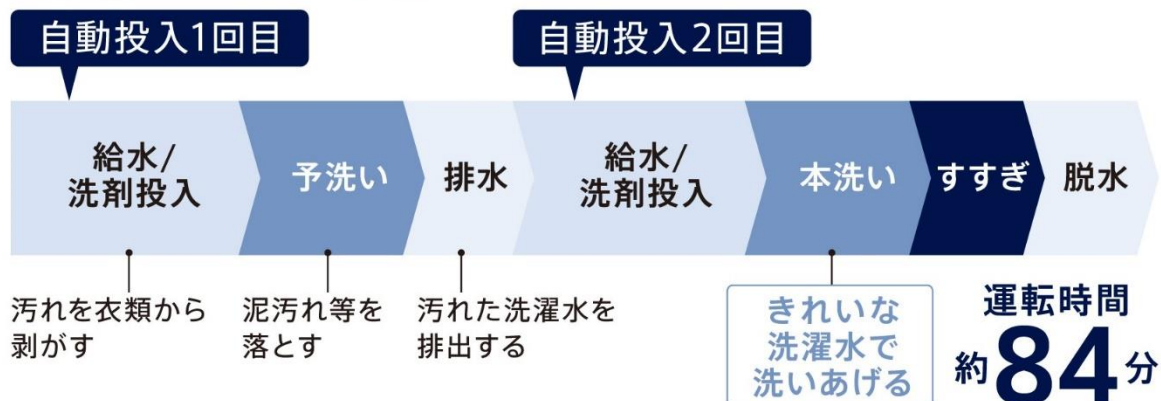 自動投入1回目
自動投入2回目
給水/
洗剤投入
予洗い
排水
給水/
洗剤投入
本洗い
すすぎ
脱水
汚れを衣類から
剥がす
泥汚れ等を
落とす
汚れた洗濯水を
排出する
きれいな
洗濯水で
洗いあげる
運転時間
約84分